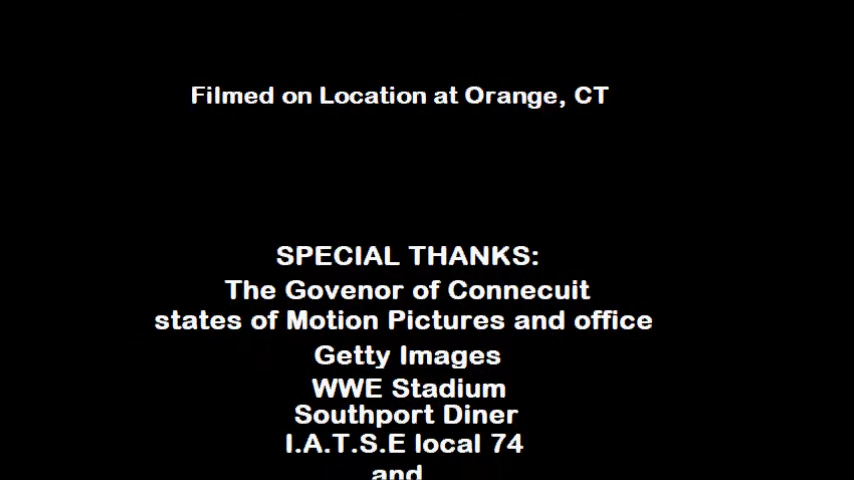 Filmed on Location at Orange, CT
SPECIAL THANKS:
The Govenor of Connecuit
states of Motion Pictures and office
Getty Images
WWE Stadium
Southport Diner
I.A.T.S.E local 74
and